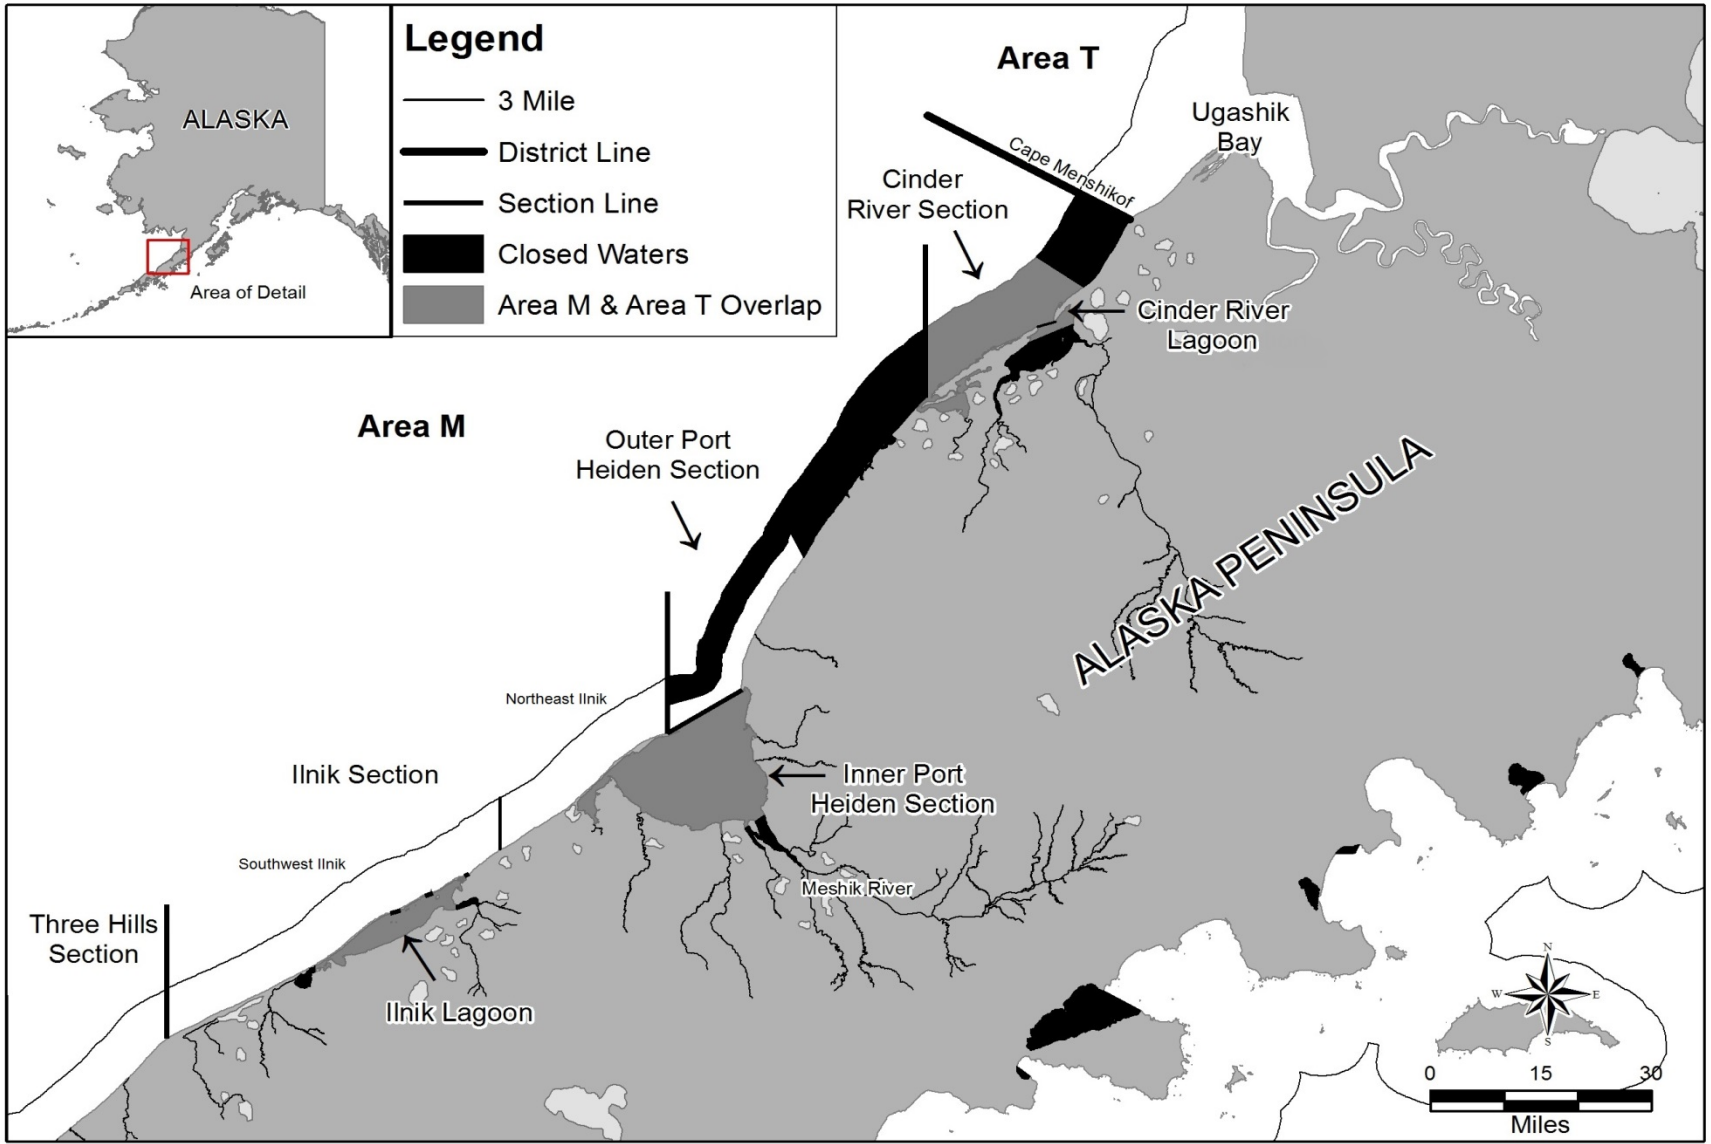 ALASKA
Area of Detail
Legend
3 Mile
District Line
Section Line
Closed Waters
Area M & Area T Overlap
Area T
Ugashik
Bay
Cape Menshikof
Cinder
River Section
Cinder River
Lagoon
Area M
Outer Port
Heiden Section
ALASKA PENINSULA
Northeast Ilnik
Ilnik Section
Inner Port
Heiden Section
Southwest Ilnik
Meshik River
Three Hills
Section
Ilnik Lagoon
N
W
E
S
0 15 30
Miles